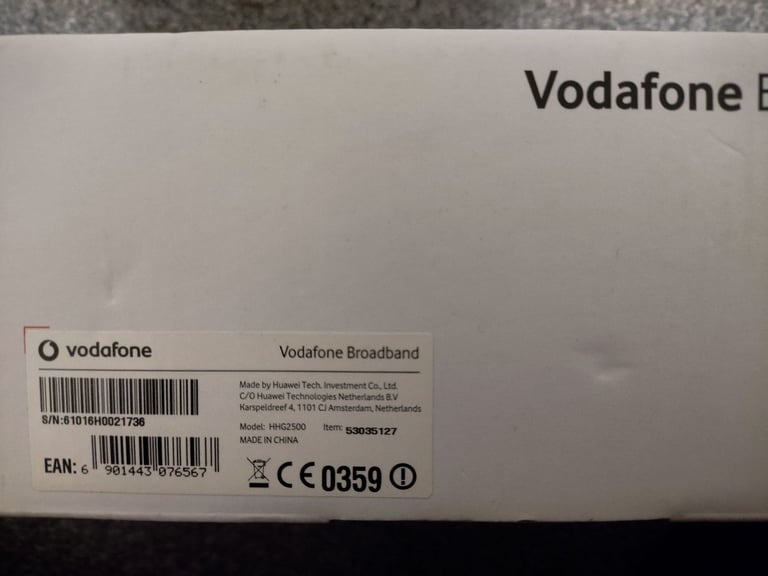 Vodafone
vodafone
Vodafone Broadband
S/N:61016H0021736
Made by Huawei Tech. Investment Co., Ltd.
C/O Huawei Technologies Netherlands B.V
Karspeldreef 4, 1101 CJ Amsterdam, Netherlands
Model: HHG2500 Item: 53035127
MADE IN CHINA
EAN: 6 901443 076567
CE 0359